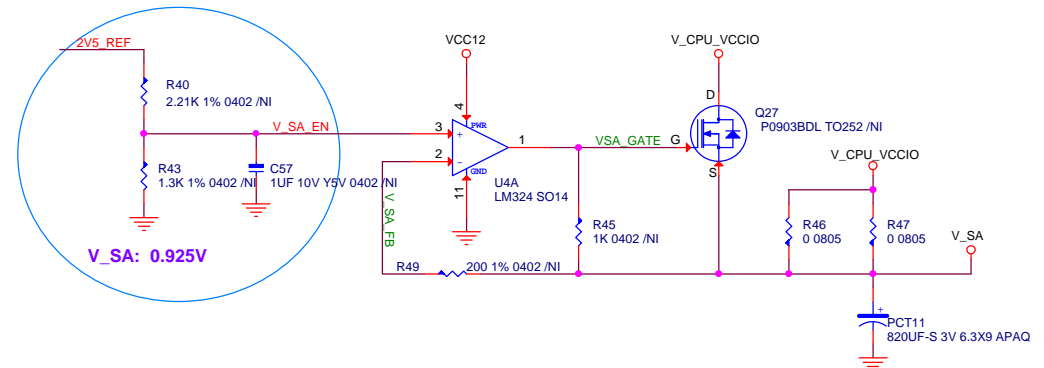 2V5_REF
R40
2.21K 1% 0402 /NI
V_SA_EN
R43
1.3K 1% 0402 /NI
C57
1UF 10V Y5V 0402 /NI
V_SA: 0.925V
VCC12
4
PWR
3
+
2
-
1
GND
11
U4A
LM324 SO14
V_SA_FB
R49
200 1% 0402 /NI
VSA_GATE
R45
1K 0402 /NI
V_CPU_VCCIO
D
G
S
Q27
P0903BDL TO252 /NI
V_CPU_VCCIO
R46
0 0805
R47
0 0805
V_SA
+
PCT11
820UF-S 3V 6.3X9 APAQ